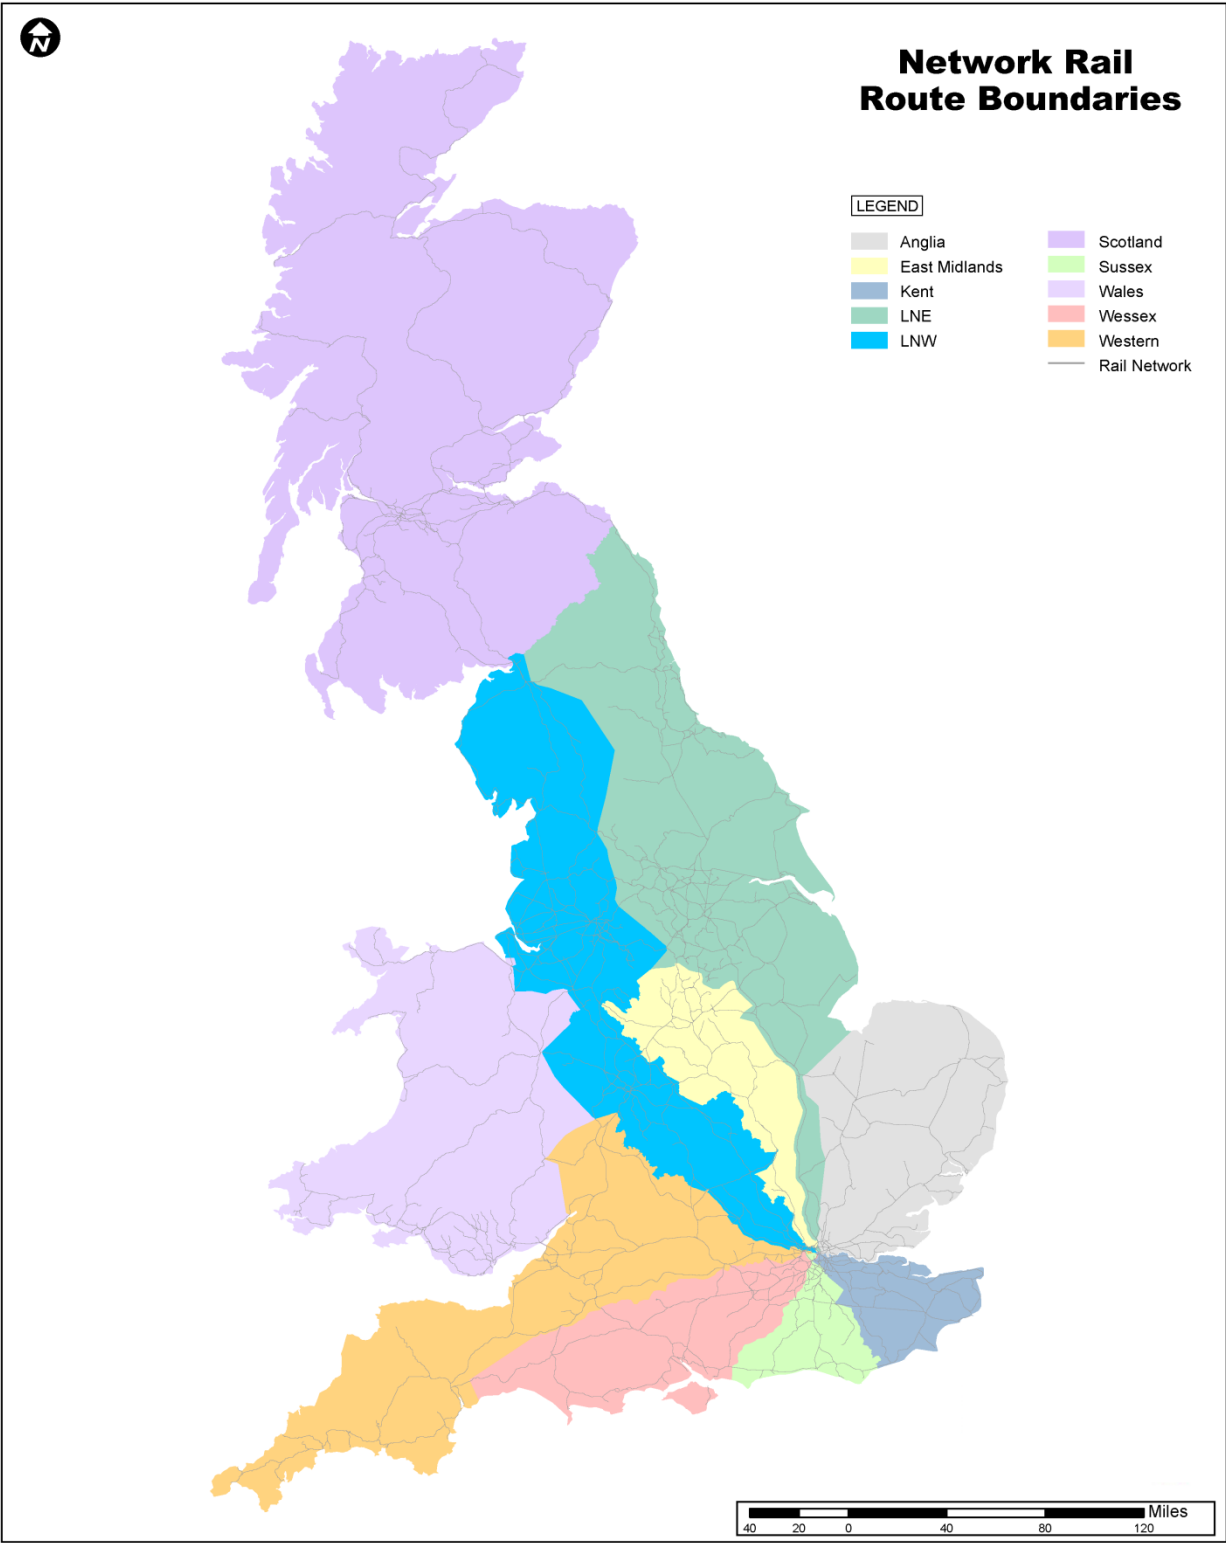 N
Network Rail
Route Boundaries
LEGEND
Anglia
East Midlands
Kent
LNE
LNW
Scotland
Sussex
Wales
Wessex
Western
Rail Network
Miles
40 20 0 40 80 120